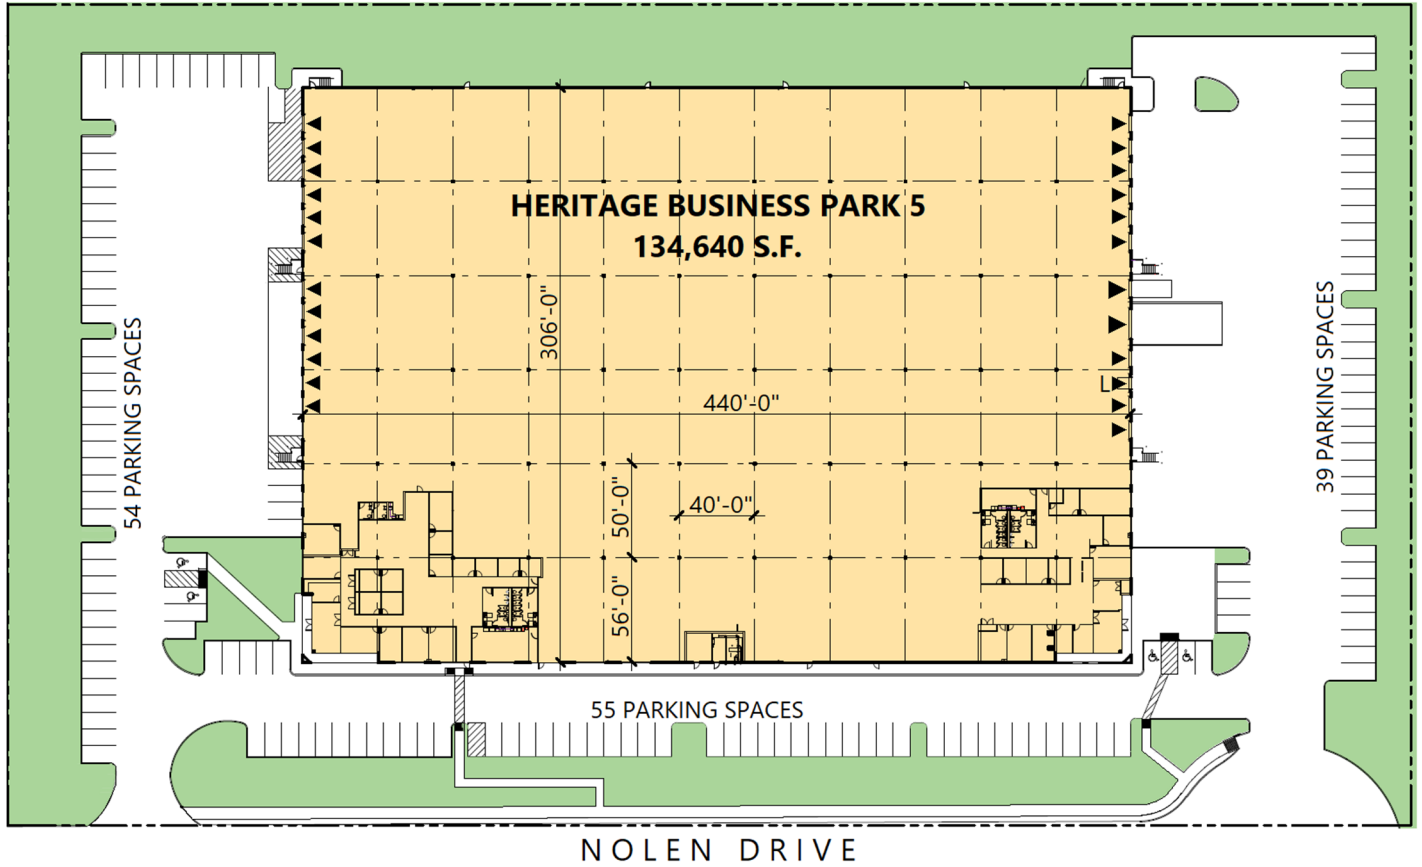 HERITAGE BUSINESS PARK 5
134,640 S.F.
306'-0"
54 PARKING SPACES
39 PARKING SPACES
L
440'-0"
50'-0"
40'-0"
56'-0"
55 PARKING SPACES
NOLEN DRIVE